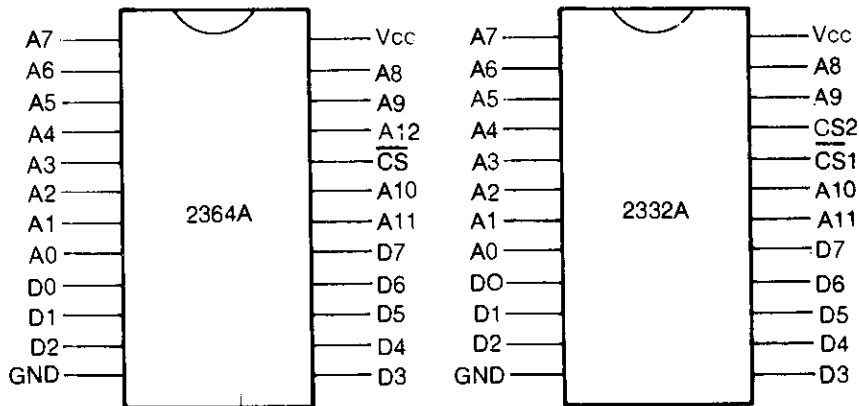 A7 Vcc
A6 A8
A5 A9
A4 A12
A3 C̅S̅
A2 A10
A1 A11
A0 D7
D0 D6
D1 D5
D2 D4
GND D3
2364A
A7 Vcc
A6 A8
A5 A9
A4 CS2
A3 C̅S̅1
A2 A10
A1 A11
A0 D7
DO D6
D1 D5
D2 D4
GND D3
2332A